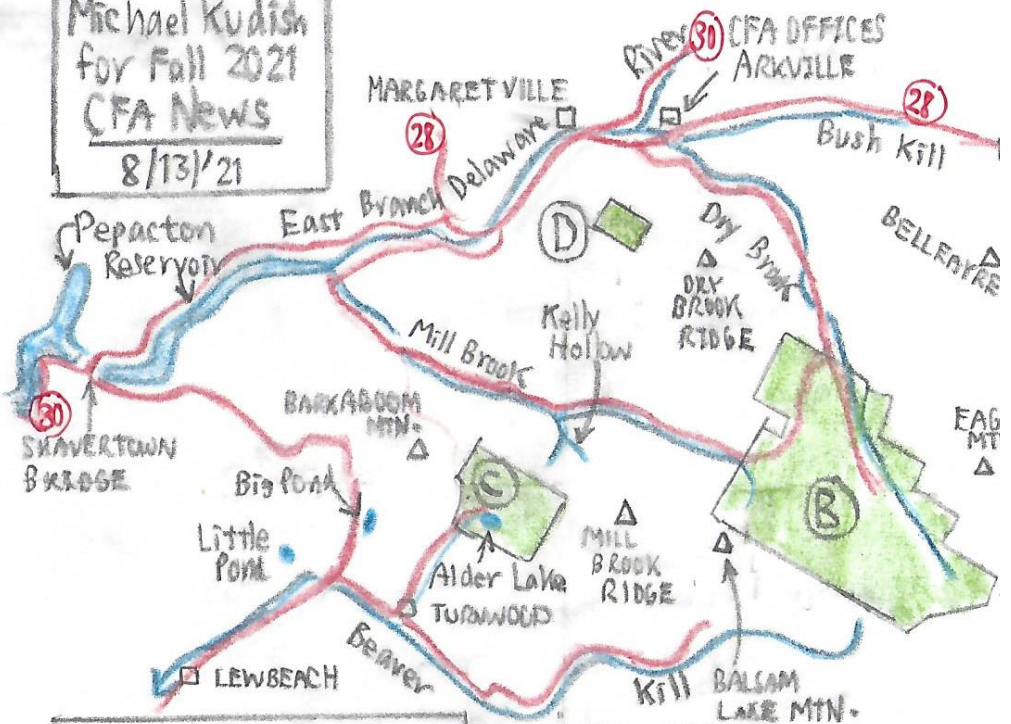 Michael Kudish
for Fall 2021
CFA News
8/13/'21
River
30
CFA OFFICES
ARKVILLE
MARGARETVILLE
28
28
Bush Kill
East Branch Delaware
Pepacton
Reservoir
D
Dry Brook
BELLEAYRE
DRY
BROOK
RIDGE
Kelly
Hollow
Mill Brook
BARKABOOM
MTN.
30
SHAVERTOWN
BRIDGE
EAG
MT
Big Pond
C
B
Little
Pond
MILL
BROOK
RIDGE
Alder Lake
TURNWOOD
Beaver Kill
LEWBEACH
BALSAM
LAKE MTN.